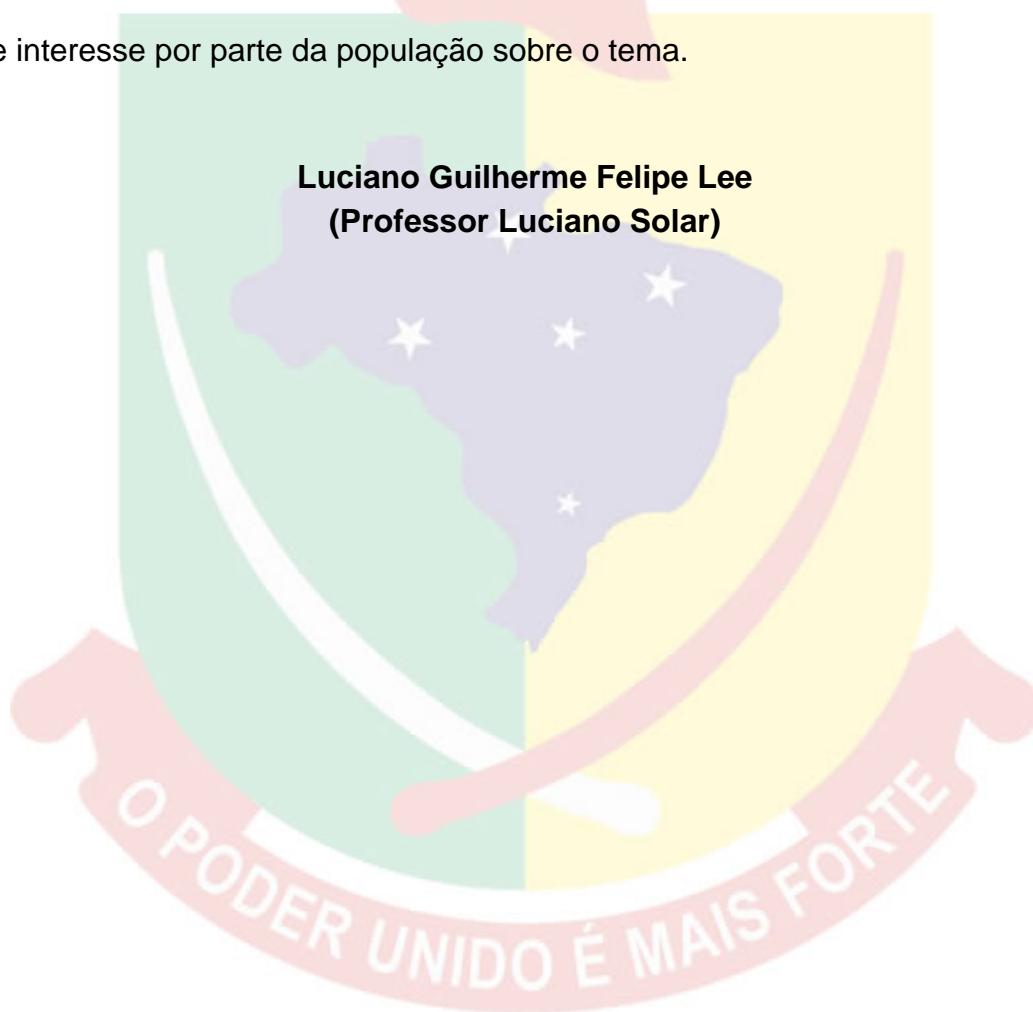 e interesse por parte da população sobre o tema.
Luciano Guilherme Felipe Lee
(Professor Luciano Solar)
O PODER UNIDO É MAIS FORTE